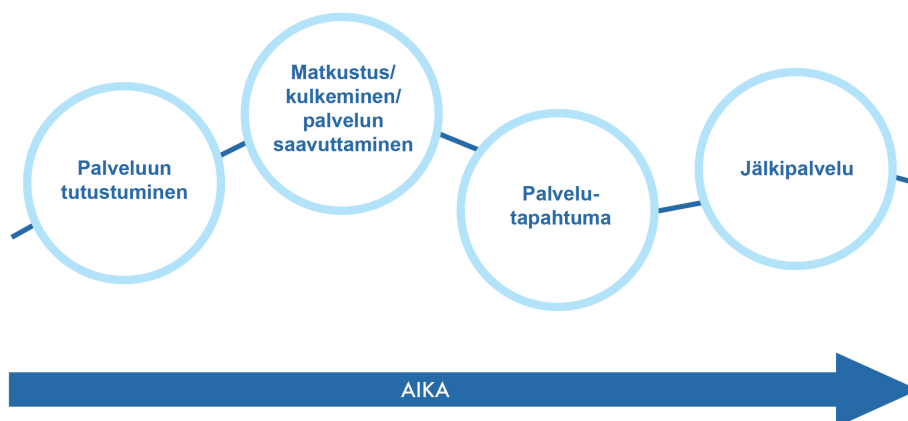 Palveluun
tutustuminen
Matkustus/
kulkeminen/
palvelun
saavuttaminen
Palvelu-
tapahtuma
Jälkipalvelu
AIKA